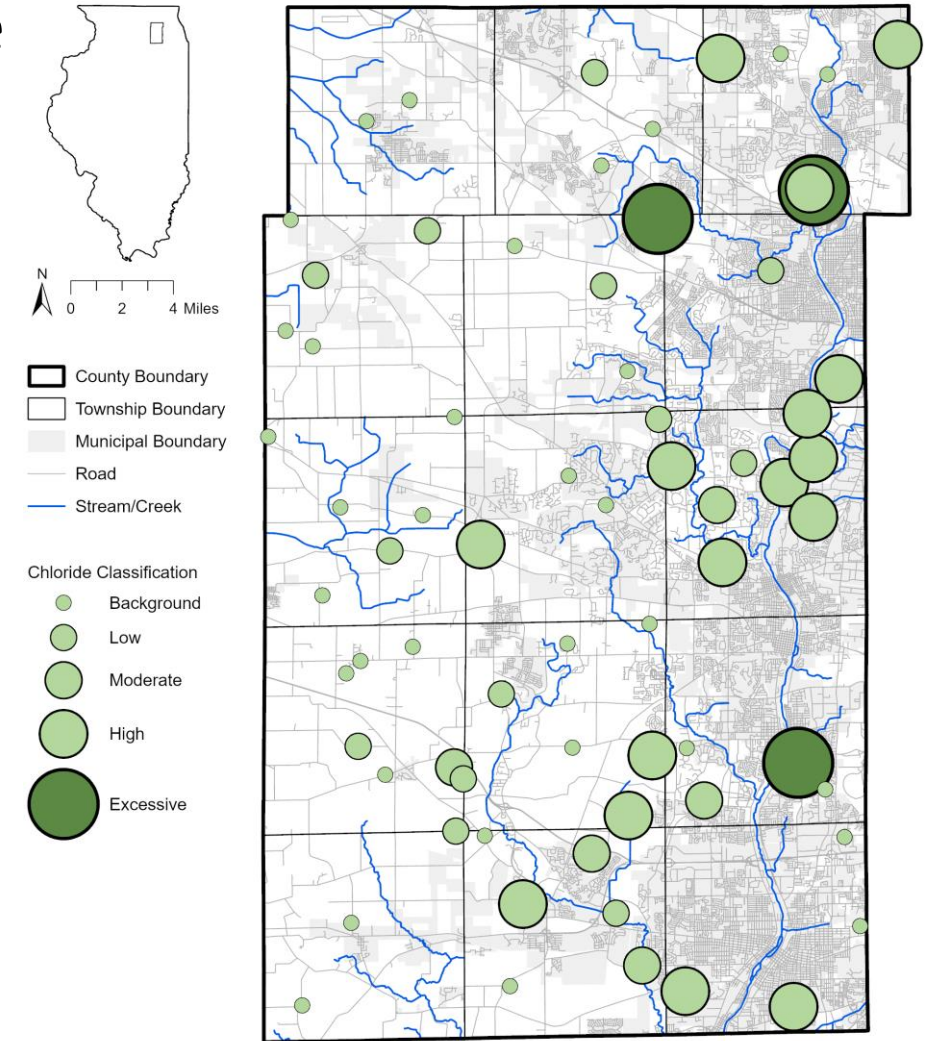 N
0 2 4 Miles
County Boundary
Township Boundary
Municipal Boundary
Road
Stream/Creek
Chloride Classification
Background
Low
Moderate
High
Excessive